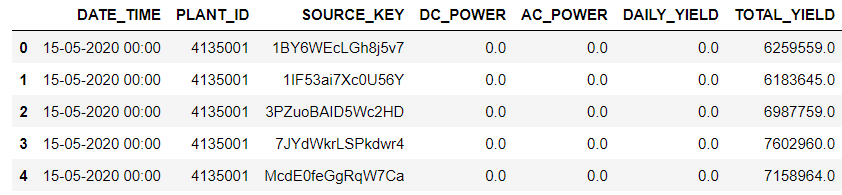 DATE_TIME PLANT_ID SOURCE_KEY DC_POWER AC_POWER DAILY_YIELD TOTAL_YIELD
0 15-05-2020 00:00 4135001 1BY6WEcLGh8j5v7 0.0 0.0 0.0 6259559.0
1 15-05-2020 00:00 4135001 1IF53ai7Xc0U56Y 0.0 0.0 0.0 6183645.0
2 15-05-2020 00:00 4135001 3PZuoBAID5Wc2HD 0.0 0.0 0.0 6987759.0
3 15-05-2020 00:00 4135001 7JYdWkrLSPkdwr4 0.0 0.0 0.0 7602960.0
4 15-05-2020 00:00 4135001 McdE0feGgRqW7Ca 0.0 0.0 0.0 7158964.0